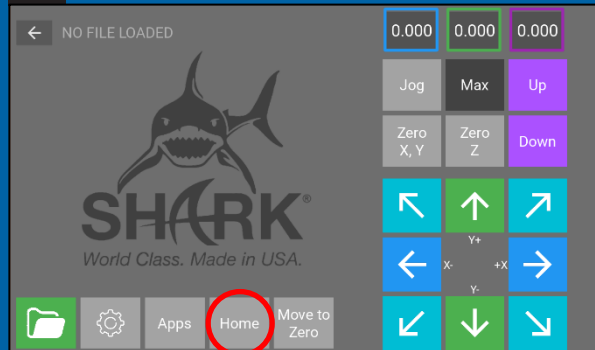 NO FILE LOADED
0.000 0.000 0.000
Jog Max Up
Zero
X, Y
Zero
Z
Down
SHARK®
World Class. Made in USA.
Y+
X- +X
Y-
Apps Home
Move to
Zero